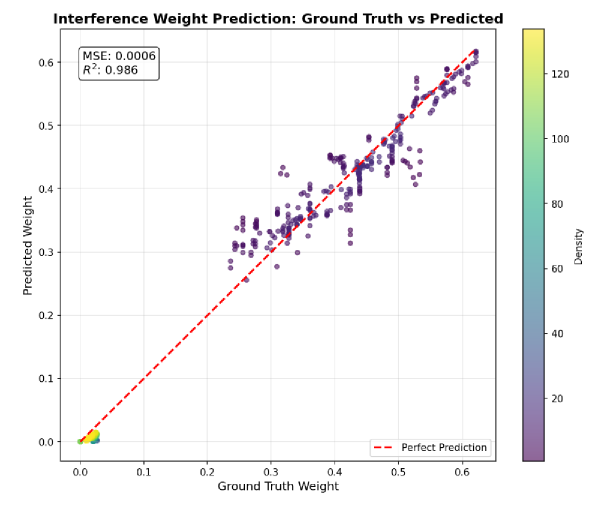 Interference Weight Prediction: Ground Truth vs Predicted
MSE: 0.0006
R²: 0.986
Predicted Weight
0.6
0.5
0.4
0.3
0.2
0.1
0.0
0.0 0.1 0.2 0.3 0.4 0.5 0.6
Ground Truth Weight
Perfect Prediction
120
100
80
60
40
20
Density